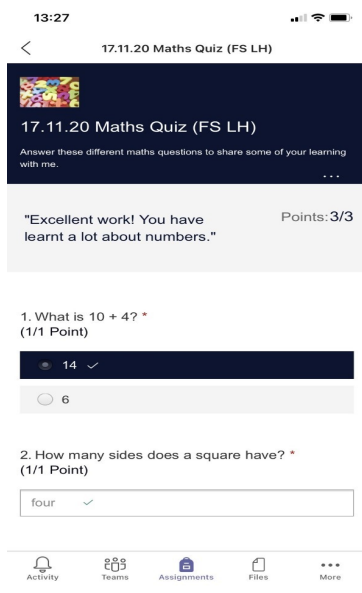 13:27
17.11.20 Maths Quiz (FS LH)
17.11.20 Maths Quiz (FS LH)
Answer these different maths questions to share some of your learning
with me.
"Excellent work! You have
learnt a lot about numbers."
Points: 3/3
1. What is 10 + 4? *
(1/1 Point)
14
6
2. How many sides does a square have? *
(1/1 Point)
four
Activity
Teams
Assignments
Files
More